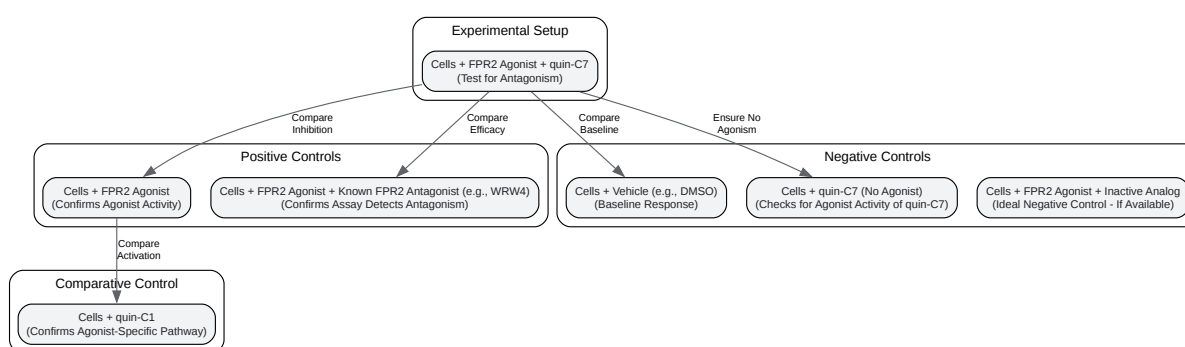 Experimental Setup
Cells + FPR2 Agonist + quin-C7
(Test for Antagonism)
Compare
Inhibition
Compare
Efficacy
Compare
Baseline
Ensure No
Agonism
Positive Controls
Negative Controls
Cells + FPR2 Agonist
(Confirms Agonist Activity)
Cells + FPR2 Agonist + Known FPR2 Antagonist (e.g., WRW4)
(Confirms Assay Detects Antagonism)
Cells + Vehicle (e.g., DMSO)
(Baseline Response)
Cells + quin-C7 (No Agonist)
(Checks for Agonist Activity of quin-C7)
Cells + FPR2 Agonist + Inactive Analog
(Ideal Negative Control - If Available)
Compare
Activation
Comparative Control
Cells + quin-C1
(Confirms Agonist-Specific Pathway)